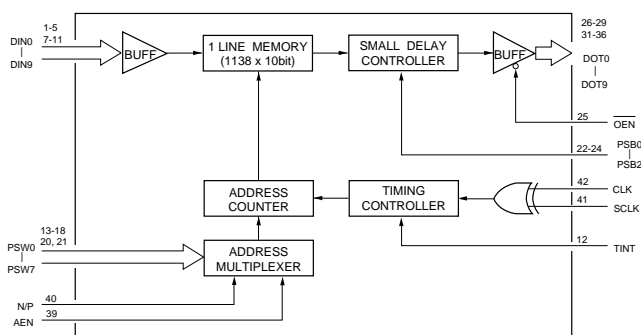 DIN0
|
DIN9
1-5
7-11
BUFF
1 LINE MEMORY
(1138 x 10bit)
SMALL DELAY
CONTROLLER
BUFF
26-29
31-36
DOT0
|
DOT9
25
OEN
22-24
PSB0
|
PSB2
ADDRESS
COUNTER
TIMING
CONTROLLER
42
CLK
41
SCLK
12
TINT
13-18
20, 21
PSW0
|
PSW7
ADDRESS
MULTIPLEXER
40
N/P
39
AEN